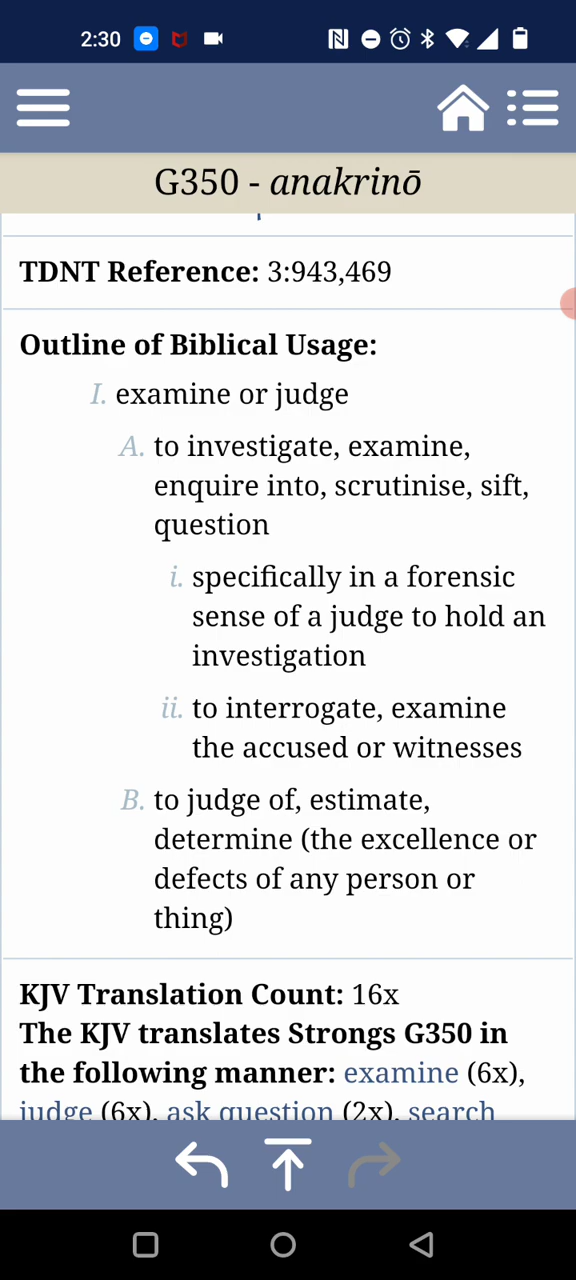 2:30
G350 - anakrinō
TDNT Reference: 3:943,469
Outline of Biblical Usage:
I. examine or judge
A. to investigate, examine,
enquire into, scrutinise, sift,
question
i. specifically in a forensic
sense of a judge to hold an
investigation
ii. to interrogate, examine
the accused or witnesses
B. to judge of, estimate,
determine (the excellence or
defects of any person or
thing)
KJV Translation Count: 16x
The KJV translates Strongs G350 in
the following manner: examine (6x),
judge (6x), ask question (2x), search